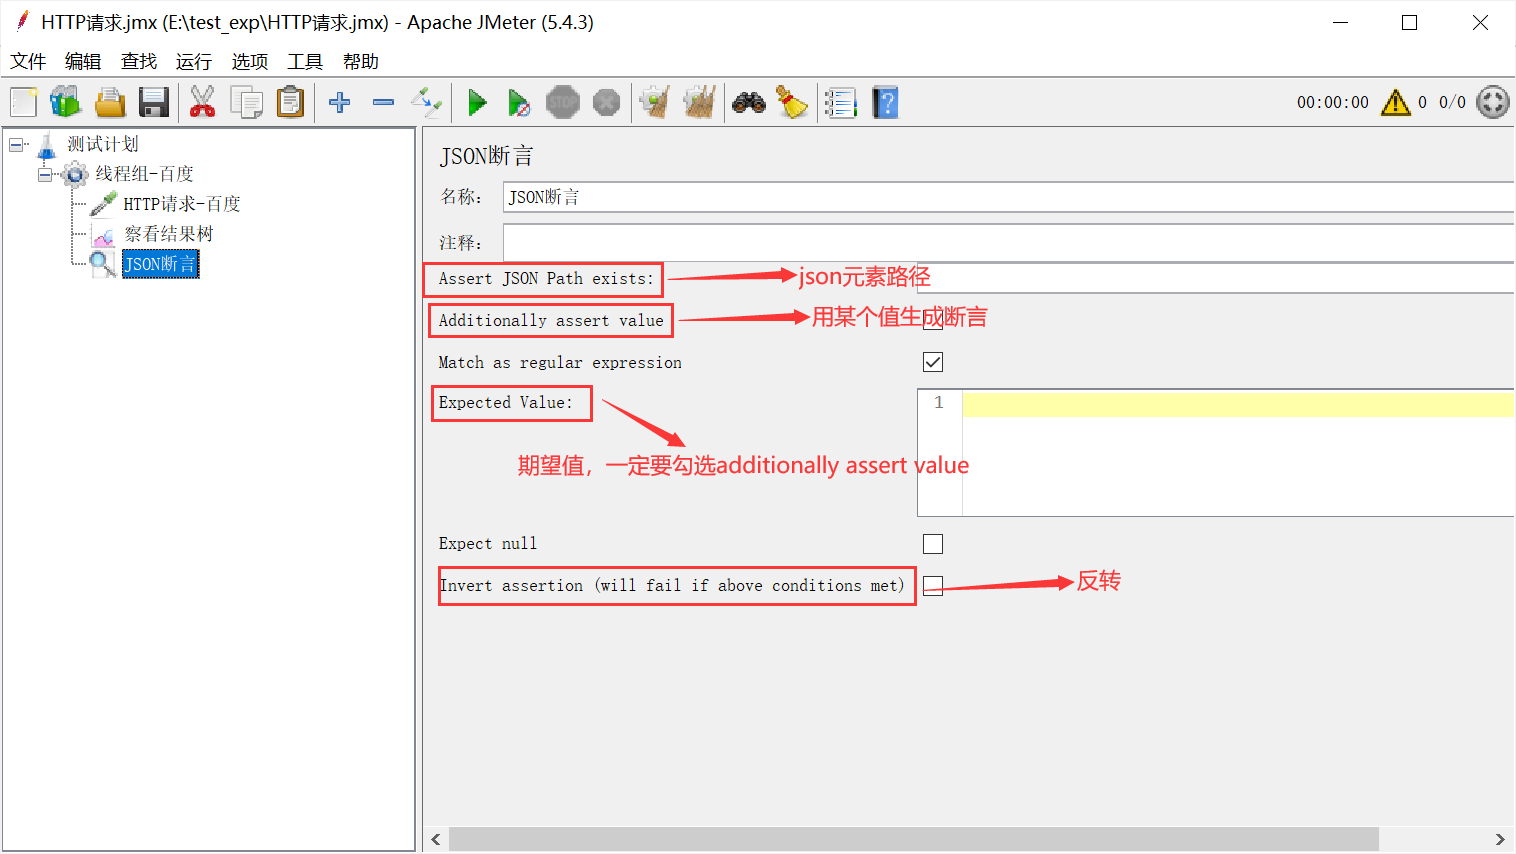 HTTP请求.jmx (E:\test_exp\HTTP请求.jmx) - Apache JMeter (5.4.3)
文件 编辑 查找 运行 选项 工具 帮助
STOP
00:00:00 0 0/0
测试计划
线程组-百度
HTTP请求-百度
察看结果树
JSON断言
JSON断言
名称： JSON断言
注释：
Assert JSON Path exists: json元素路径
Additionally assert value 用某个值生成断言
Match as regular expression
Expected Value: 1
期望值，一定要勾选additionally assert value
Expect null
Invert assertion (will fail if above conditions met) 反转